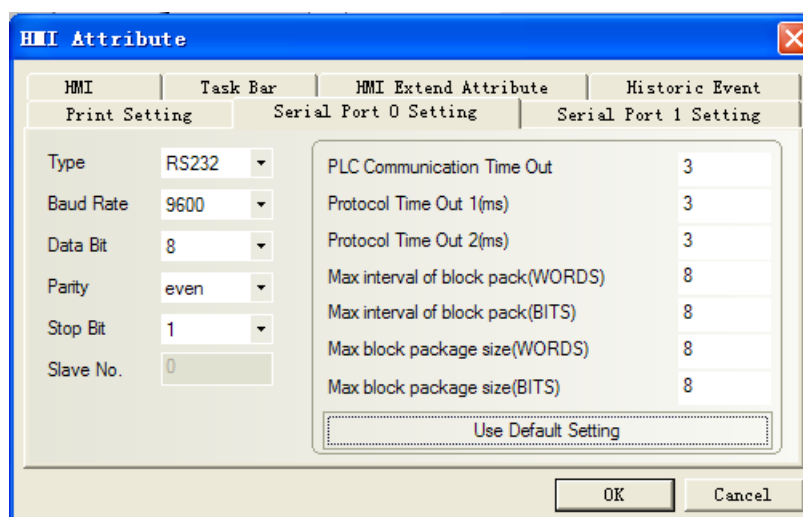 HMI Attribute
HMI
Task Bar
HMI Extend Attribute
Historic Event
Print Setting
Serial Port 0 Setting
Serial Port 1 Setting
Type RS232
Baud Rate 9600
Data Bit 8
Parity even
Stop Bit 1
Slave No. 0
PLC Communication Time Out 3
Protocol Time Out 1(ms) 3
Protocol Time Out 2(ms) 3
Max interval of block pack(WORDS) 8
Max interval of block pack(BITS) 8
Max block package size(WORDS) 8
Max block package size(BITS) 8
Use Default Setting
OK
Cancel